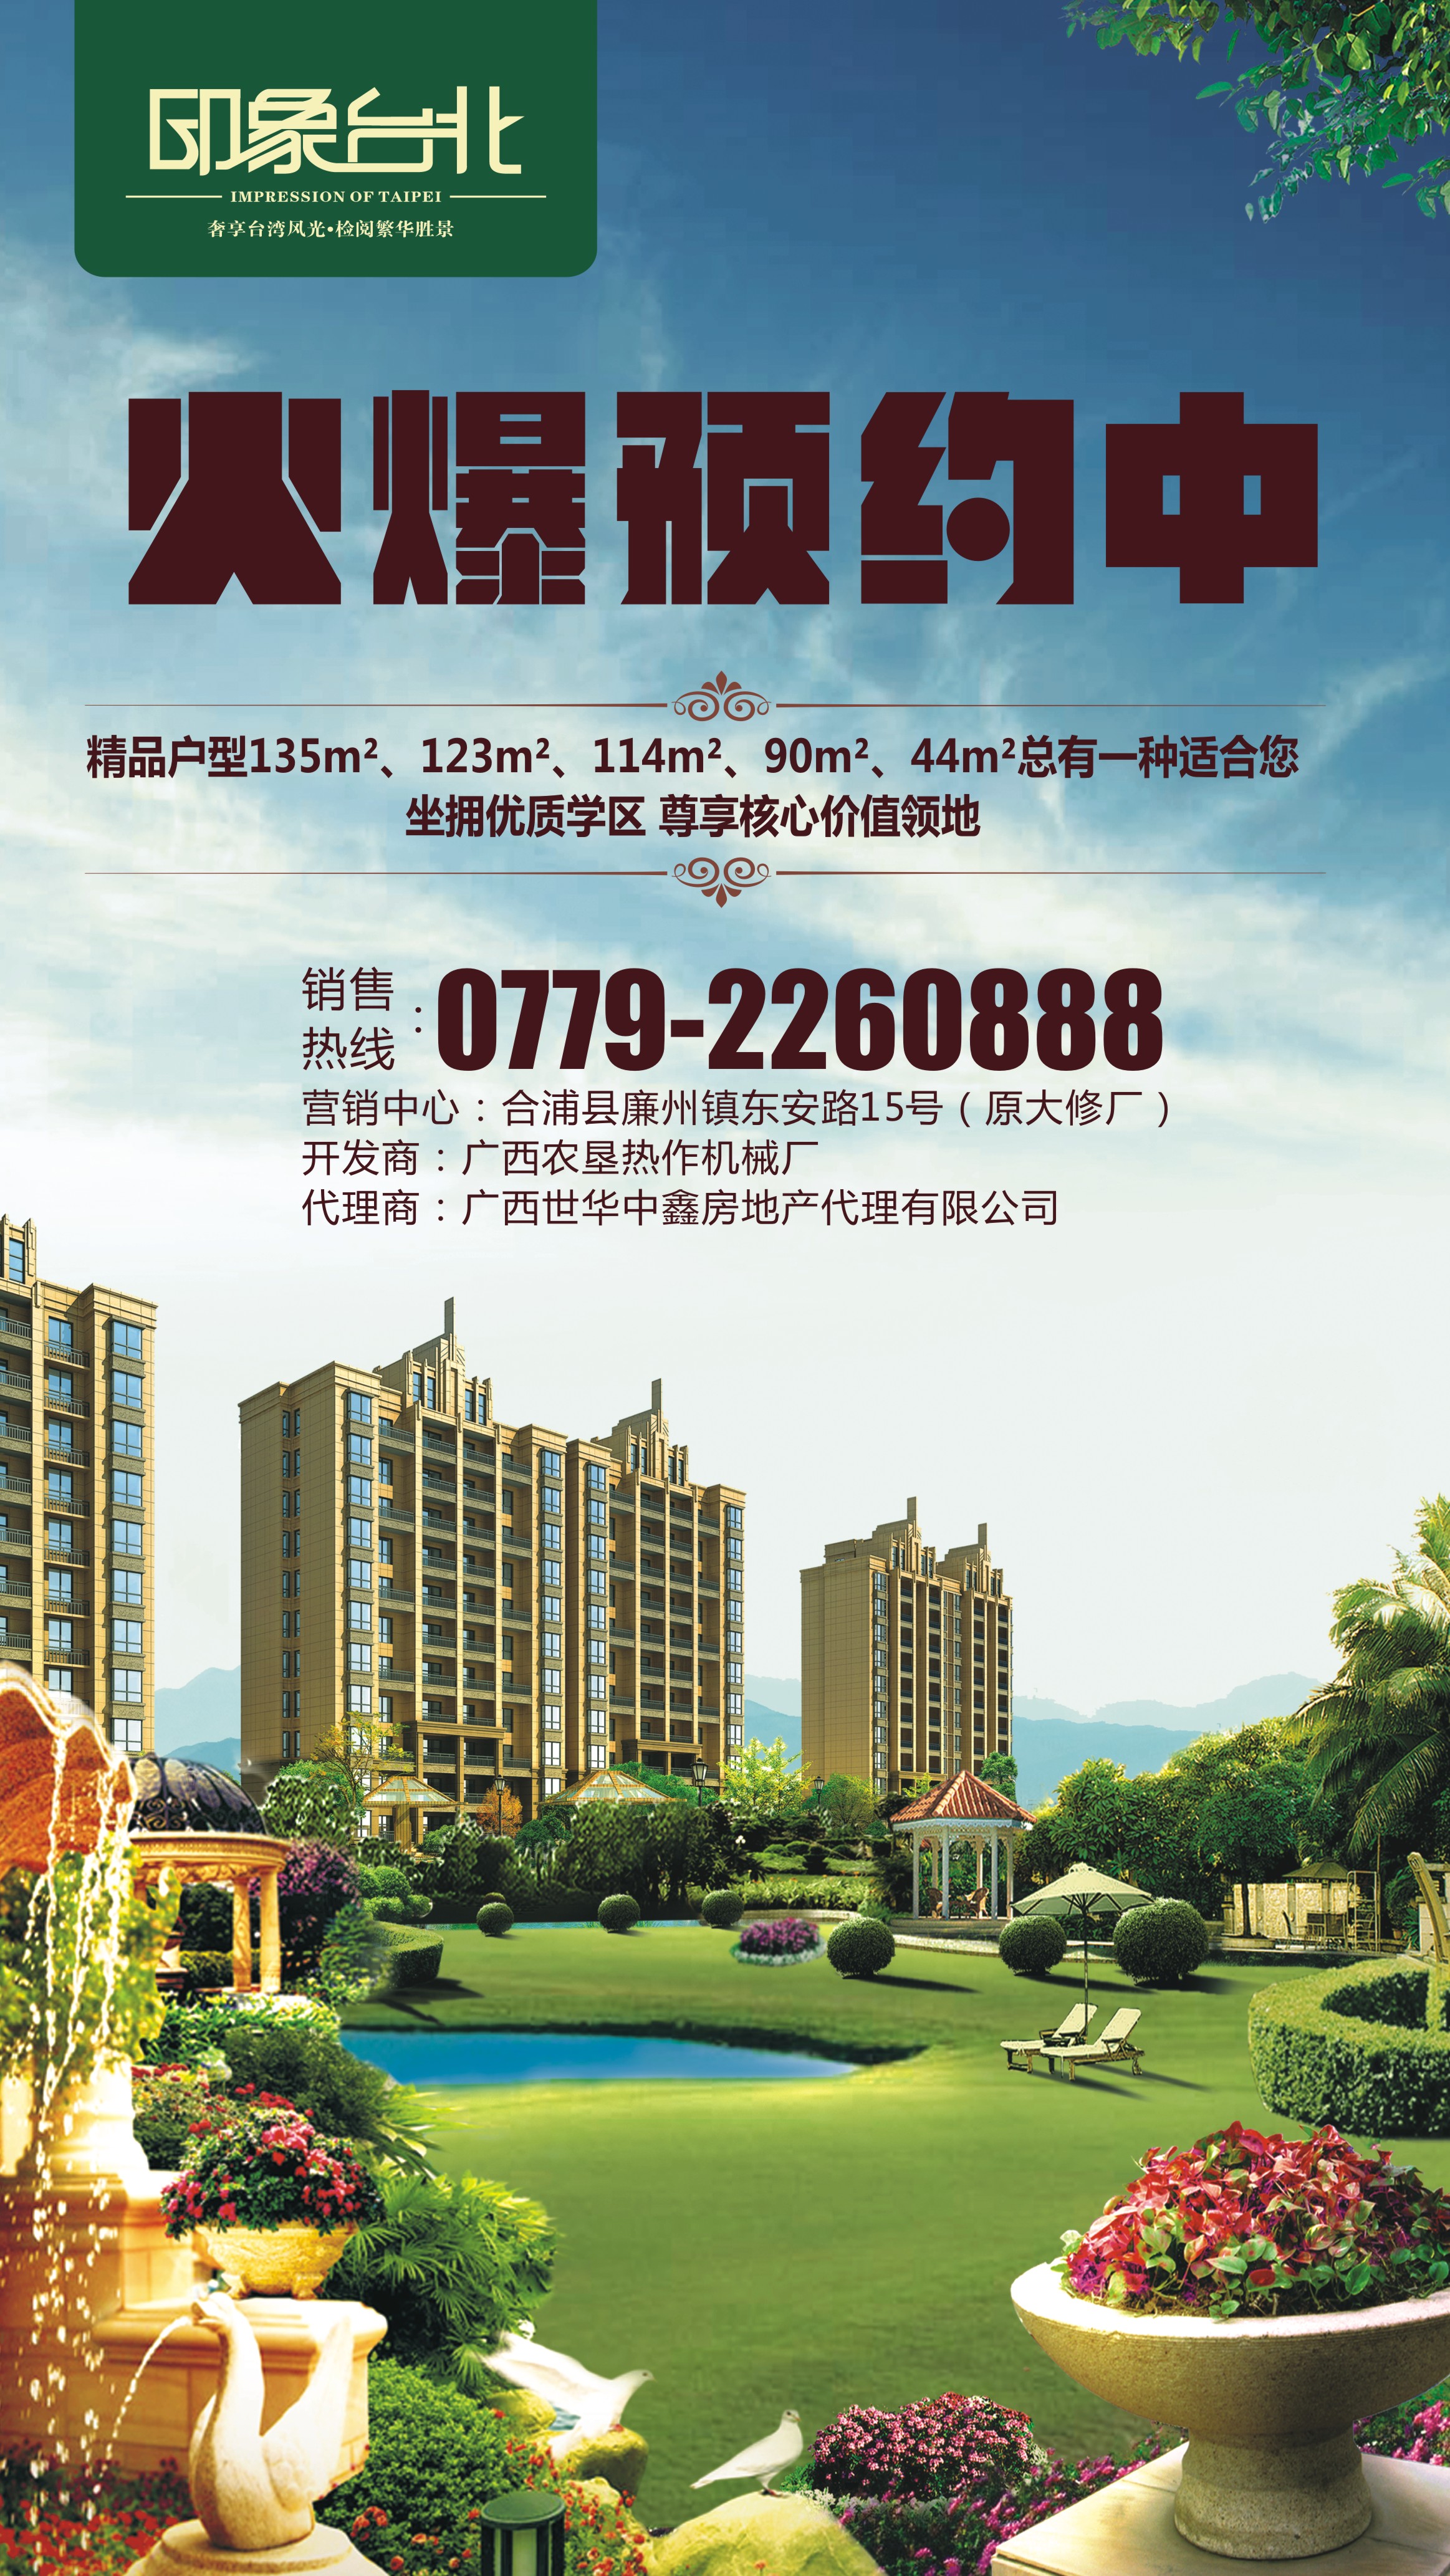 印象台北
IMPRESSION OF TAIPEI
奢享台湾风光•检阅繁华胜景
火爆预约中
精品户型135m²、123m²、114m²、90m²、44m²总有一种适合您
坐拥优质学区 尊享核心价值领地
销售热线：0779-2260888
营销中心：合浦县廉州镇东安路15号（原大修厂）
开发商：广西农垦热作机械厂
代理商：广西世华中鑫房地产代理有限公司